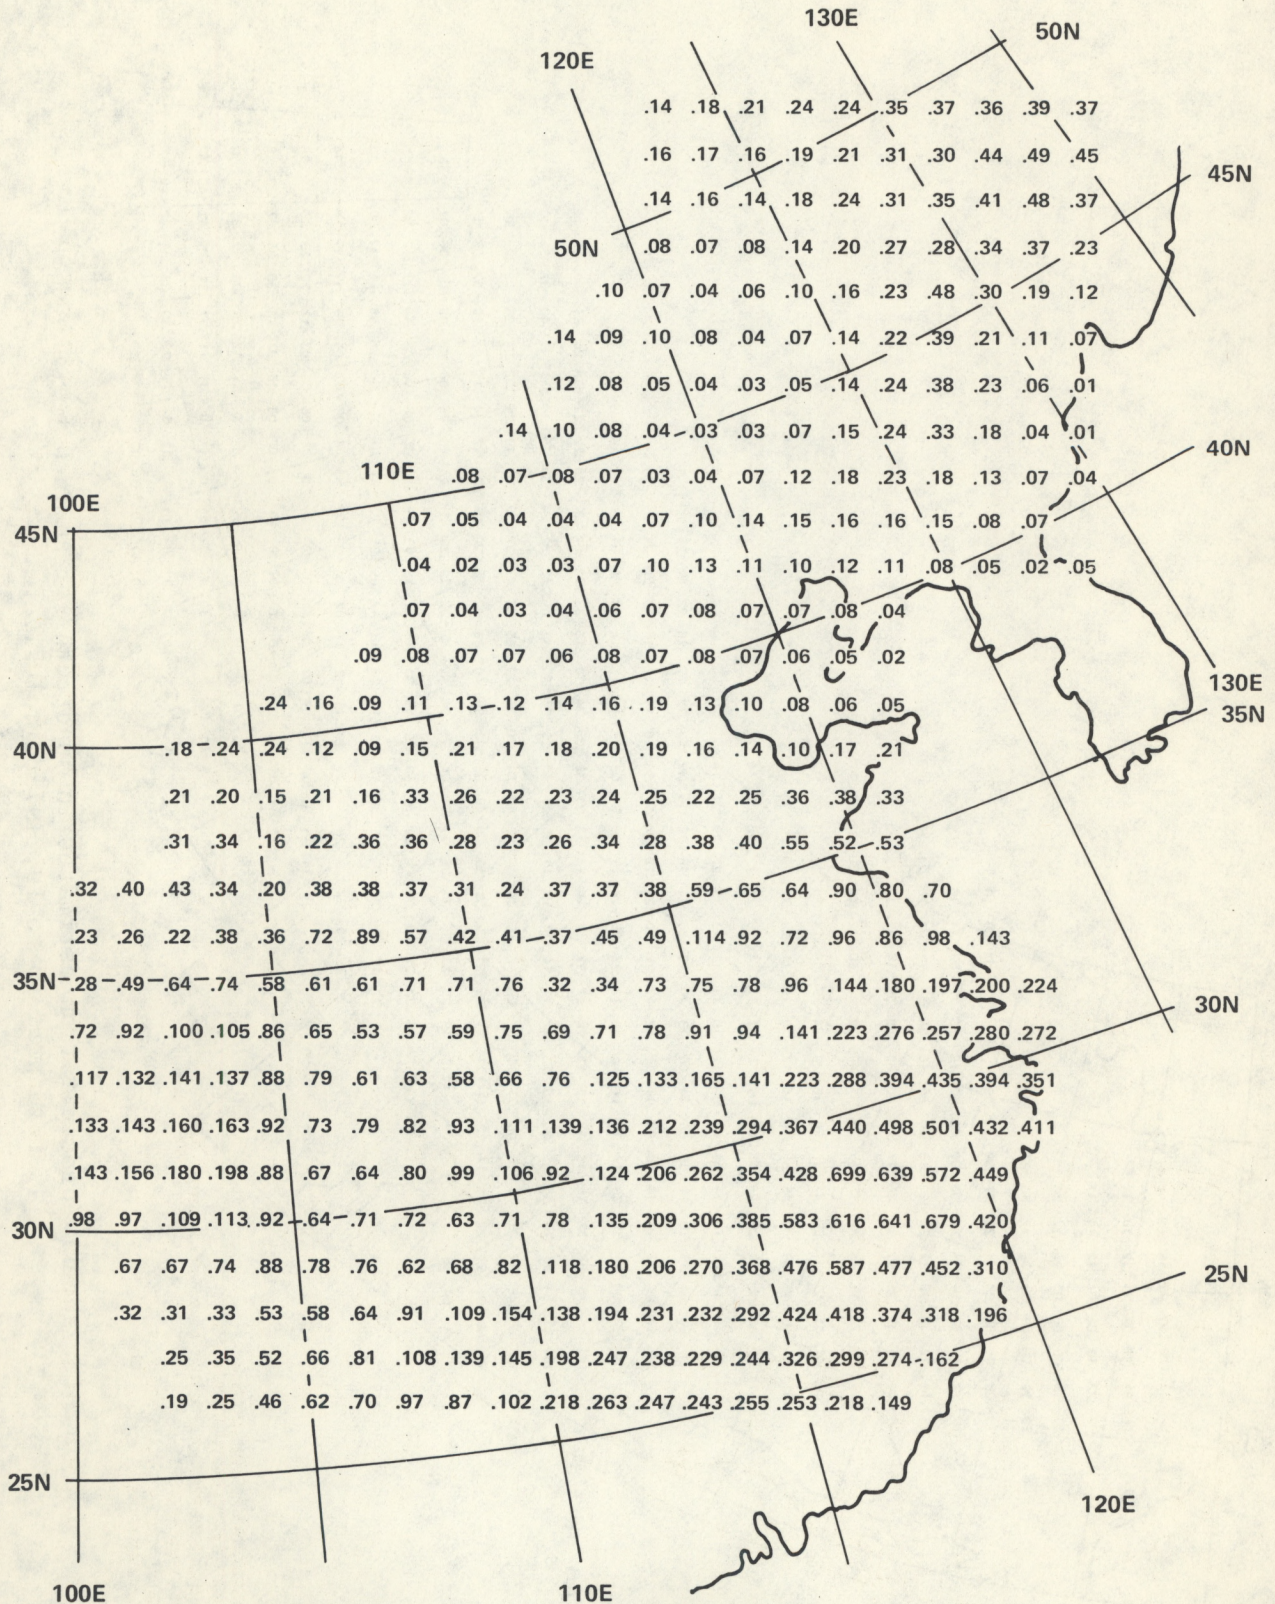 130E
50N
120E
.14 .18 .21 .24 .24 .35 .37 .36 .39 .37
.16 .17 .16 .19 .21 .31 .30 .44 .49 .45
45N
.14 .16 .14 .18 .24 .31 .35 .41 .48 .37
50N .08 .07 .08 .14 .20 .27 .28 .34 .37 .23
.10 .07 .04 .06 .10 .16 .23 .48 .30 .19 .12
.14 .09 .10 .08 .04 .07 .14 .22 .39 .21 .11 .07
.12 .08 .05 .04 .03 .05 .14 .24 .38 .23 .06 .01
.14 .10 .08 .04 .03 .03 .07 .15 .24 .33 .18 .04 .01
40N
110E .08 .07 .08 .07 .03 .04 .07 .12 .18 .23 .18 .13 .07 .04
100E
45N .07 .05 .04 .04 .04 .07 .10 .14 .15 .16 .16 .15 .08 .07
.04 .02 .03 .03 .07 .10 .13 .11 .10 .12 .11 .08 .05 .02 .05
.07 .04 .03 .04 .06 .07 .08 .07 .07 .08 .04
.09 .08 .07 .07 .06 .08 .07 .08 .07 .06 .05 .02
130E
.24 .16 .09 .11 .13 .12 .14 .16 .19 .13 .10 .08 .06 .05
35N
40N .18 .24 .24 .12 .09 .15 .21 .17 .18 .20 .19 .16 .14 .10 .17 .21
.21 .20 .15 .21 .16 .33 .26 .22 .23 .24 .25 .22 .25 .36 .38 .33
.31 .34 .16 .22 .36 .36 .28 .23 .26 .34 .28 .38 .40 .55 .52 .53
.32 .40 .43 .34 .20 .38 .38 .37 .31 .24 .37 .37 .38 .59 .65 .64 .90 .80 .70
.23 .26 .22 .38 .36 .72 .89 .57 .42 .41 .37 .45 .49 .114 .92 .72 .96 .86 .98 .143
35N .28 .49 .64 .74 .58 .61 .61 .71 .71 .76 .32 .34 .73 .75 .78 .96 .144 .180 .197 .200 .224
30N
.72 .92 .100 .105 .86 .65 .53 .57 .59 .75 .69 .71 .78 .91 .94 .141 .223 .276 .257 .280 .272
.117 .132 .141 .137 .88 .79 .61 .63 .58 .66 .76 .125 .133 .165 .141 .223 .288 .394 .435 .394 .351
.133 .143 .160 .163 .92 .73 .79 .82 .93 .111 .139 .136 .212 .239 .294 .367 .440 .498 .501 .432 .411
.143 .156 .180 .198 .88 .67 .64 .80 .99 .106 .92 .124 .206 .262 .354 .428 .699 .639 .572 .449
.98 .97 .109 .113 .92 .64 .71 .72 .63 .71 .78 .135 .209 .306 .385 .583 .616 .641 .679 .420
30N
.67 .67 .74 .88 .78 .76 .62 .68 .82 .118 .180 .206 .270 .368 .476 .587 .477 .452 .310
25N
.32 .31 .33 .53 .58 .64 .91 .109 .154 .138 .194 .231 .232 .292 .424 .418 .374 .318 .196
.25 .35 .52 .66 .81 .108 .139 .145 .198 .247 .238 .229 .244 .326 .299 .274 .162
.19 .25 .46 .62 .70 .97 .87 .102 .218 .263 .247 .243 .255 .253 .218 .149
25N
120E
100E 110E